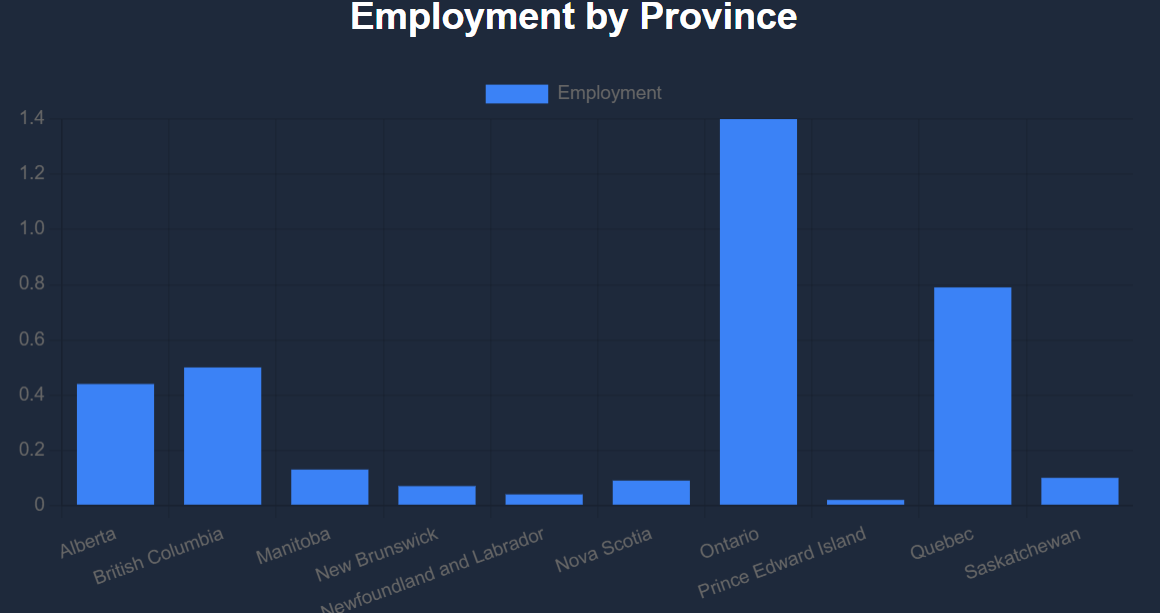 Employment by Province
Employment
1.4
1.2
1.0
0.8
0.6
0.4
0.2
0
Alberta
British Columbia
Manitoba
New Brunswick
Newfoundland and Labrador
Nova Scotia
Ontario
Prince Edward Island
Quebec
Saskatchewan